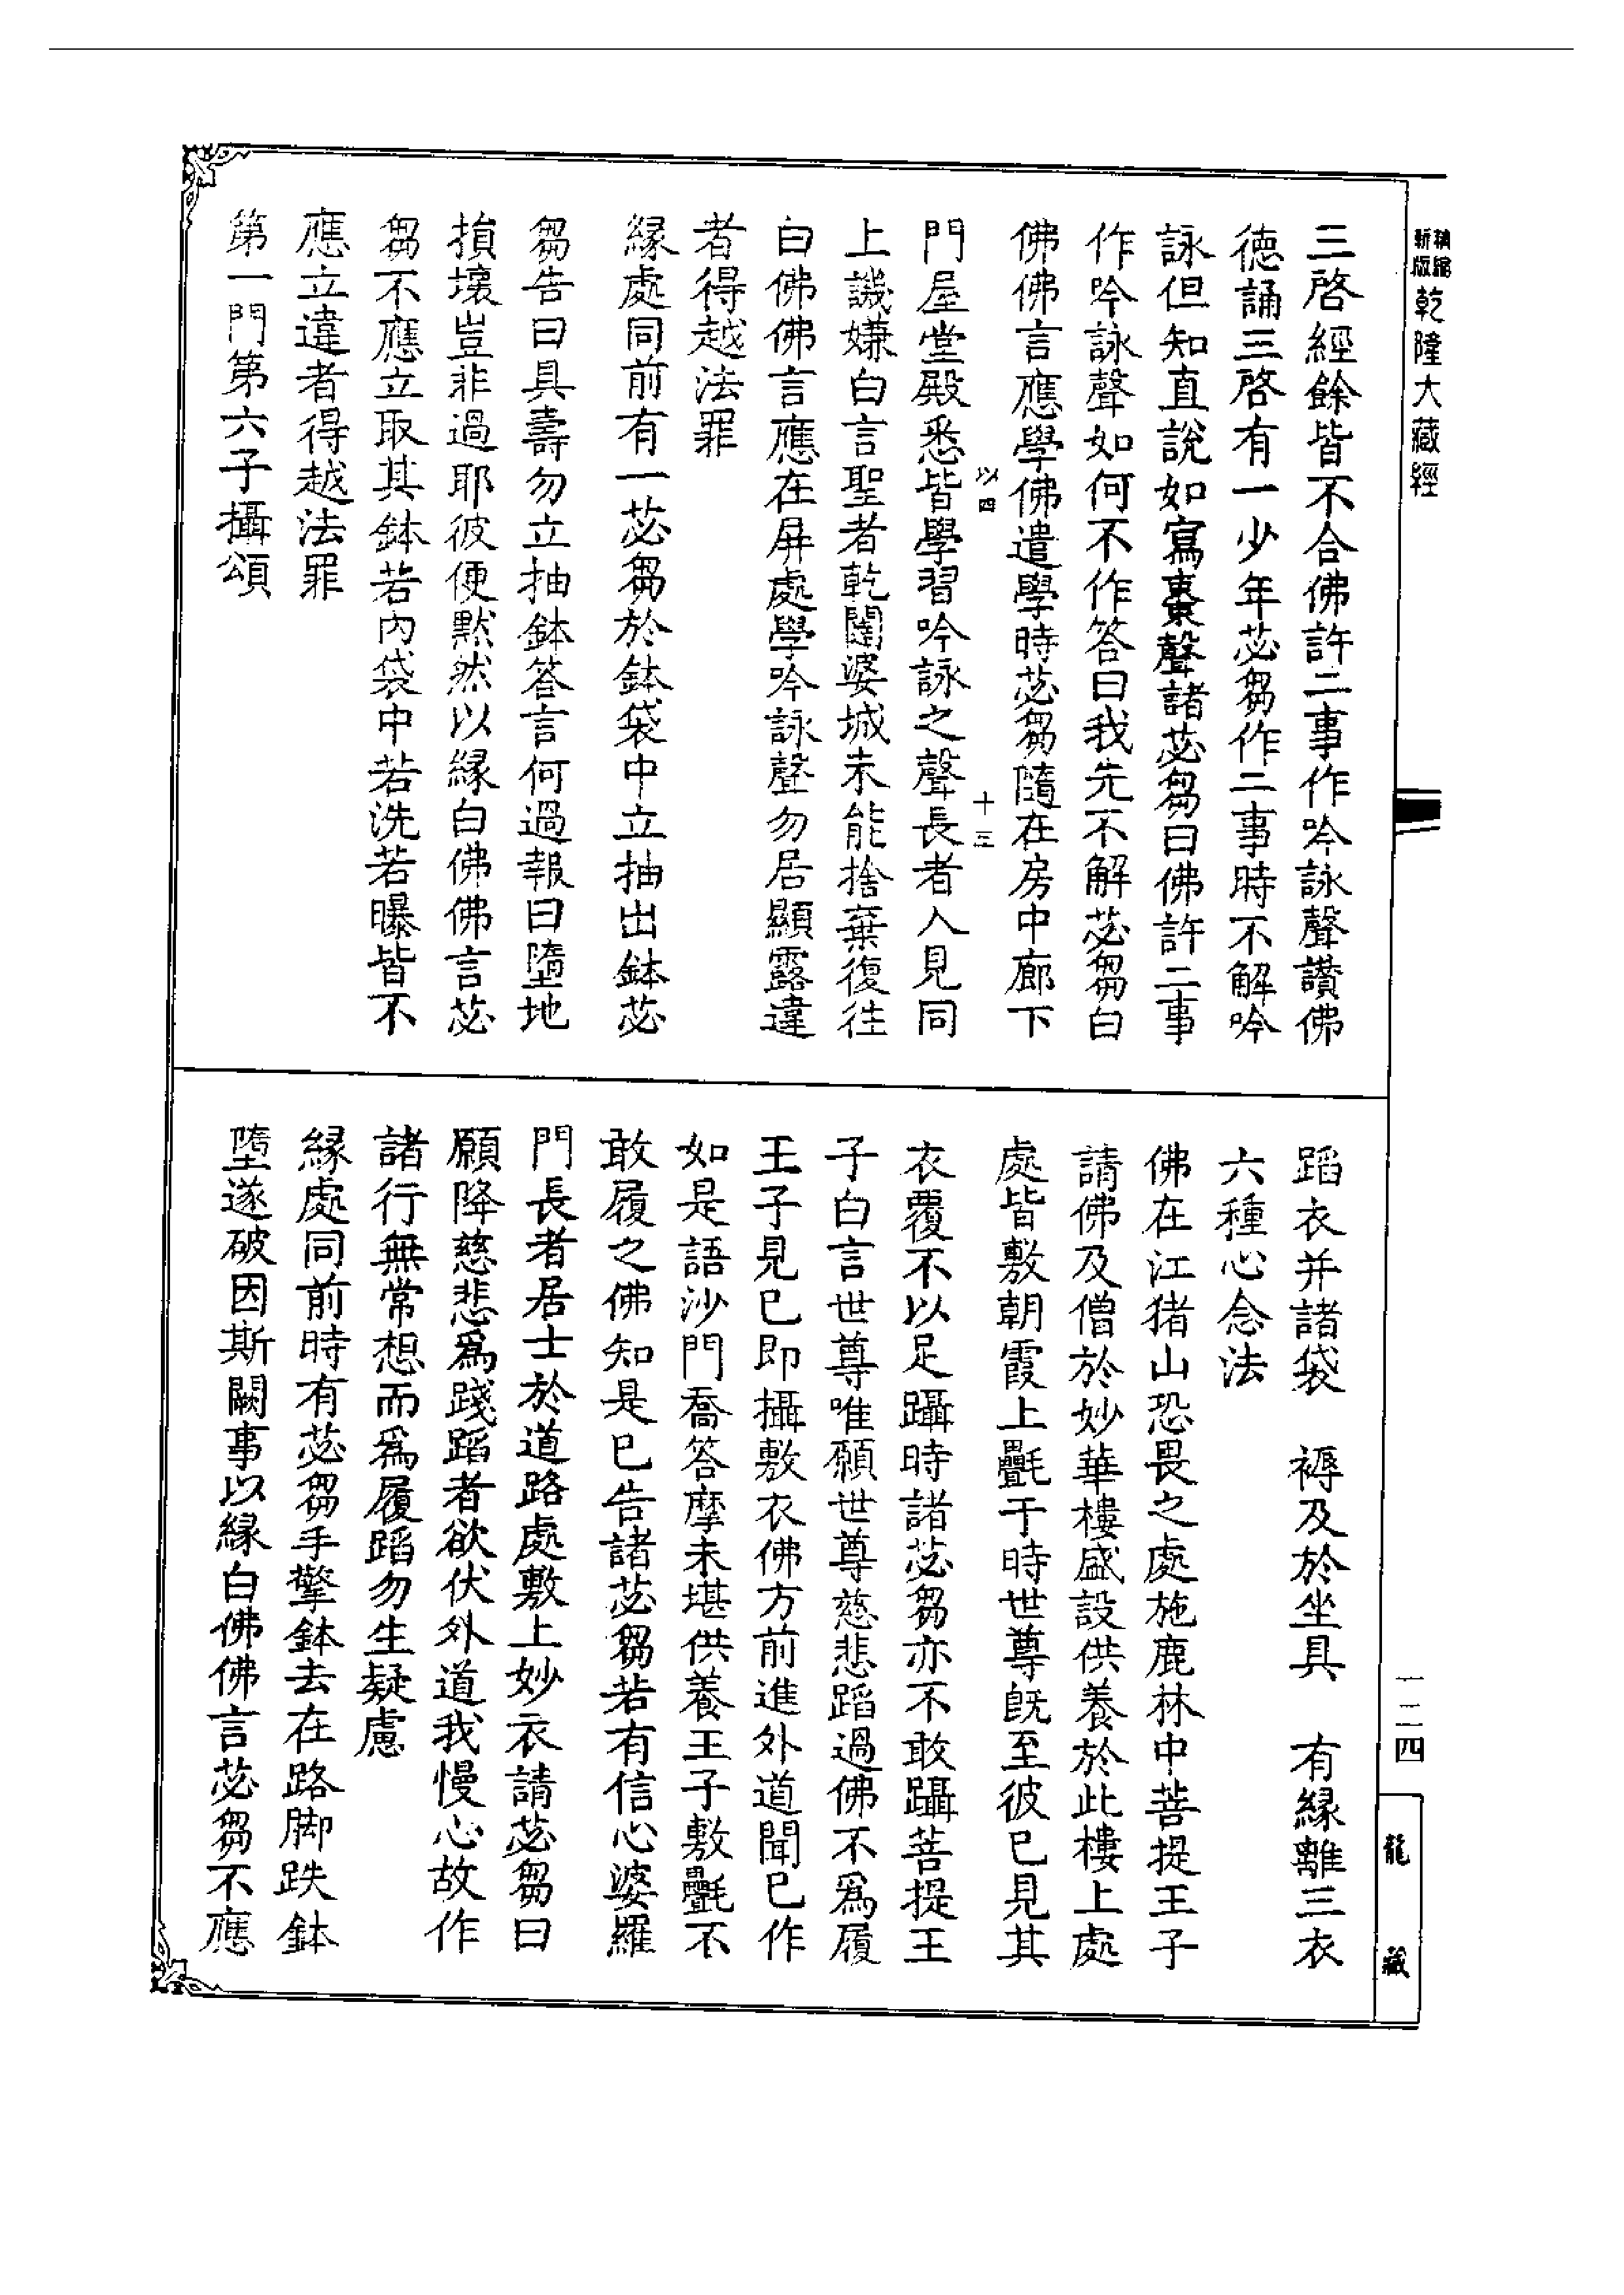 新縮
版編 乾隆大藏經
三啓經餘皆不合佛許二事作吟詠聲讚佛
德誦三啓有一少年苾芻作二事時不解吟
詠但知直說如寫棗聲諸苾芻曰佛許二事
作吟詠聲如何不作答曰我先不解苾芻白
佛佛言應學佛遣學時苾芻隨在房中廊下
以四
十三
門屋堂殿悉皆學習吟詠之聲長者入見同
上譏嫌白言聖者乾闥婆城未能捨棄復往
白佛佛言應在屏處學吟詠聲勿居顯露違
者得越法罪
緣處同前有一苾芻於鉢袋中立抽出鉢苾
芻告曰具壽勿立抽鉢答言何過報曰墮地
損壞豈非過耶彼便默然以緣白佛佛言苾
芻不應立取其鉢若內袋中若洗若曝皆不
應立違者得越法罪
第一門第六子攝頌
蹈衣并諸袋 褥及於坐具 有緣離三衣
六種心念法
佛在江猪山恐畏之處施鹿林中菩提王子
請佛及僧於妙華樓盛設供養於此樓上處
處皆敷朝霞上氎于時世尊旣至彼已見其
衣覆不以足躡時諸苾芻亦不敢躡菩提王
子白言世尊唯願世尊慈悲蹈過佛不爲履
王子見已即攝敷衣佛方前進外道聞已作
如是語沙門喬答摩未堪供養王子敷氎不
敢履之佛知是已告諸苾芻若有信心婆羅
門長者居士於道路處敷上妙衣請苾芻曰
願降慈悲爲踐蹈者欲伏外道我慢心故作
諸行無常想而爲履蹈勿生疑慮
緣處同前時有苾芻手擎鉢去在路脚跌鉢
墮遂破因斯闕事以緣白佛佛言苾芻不應
一二四
龍藏